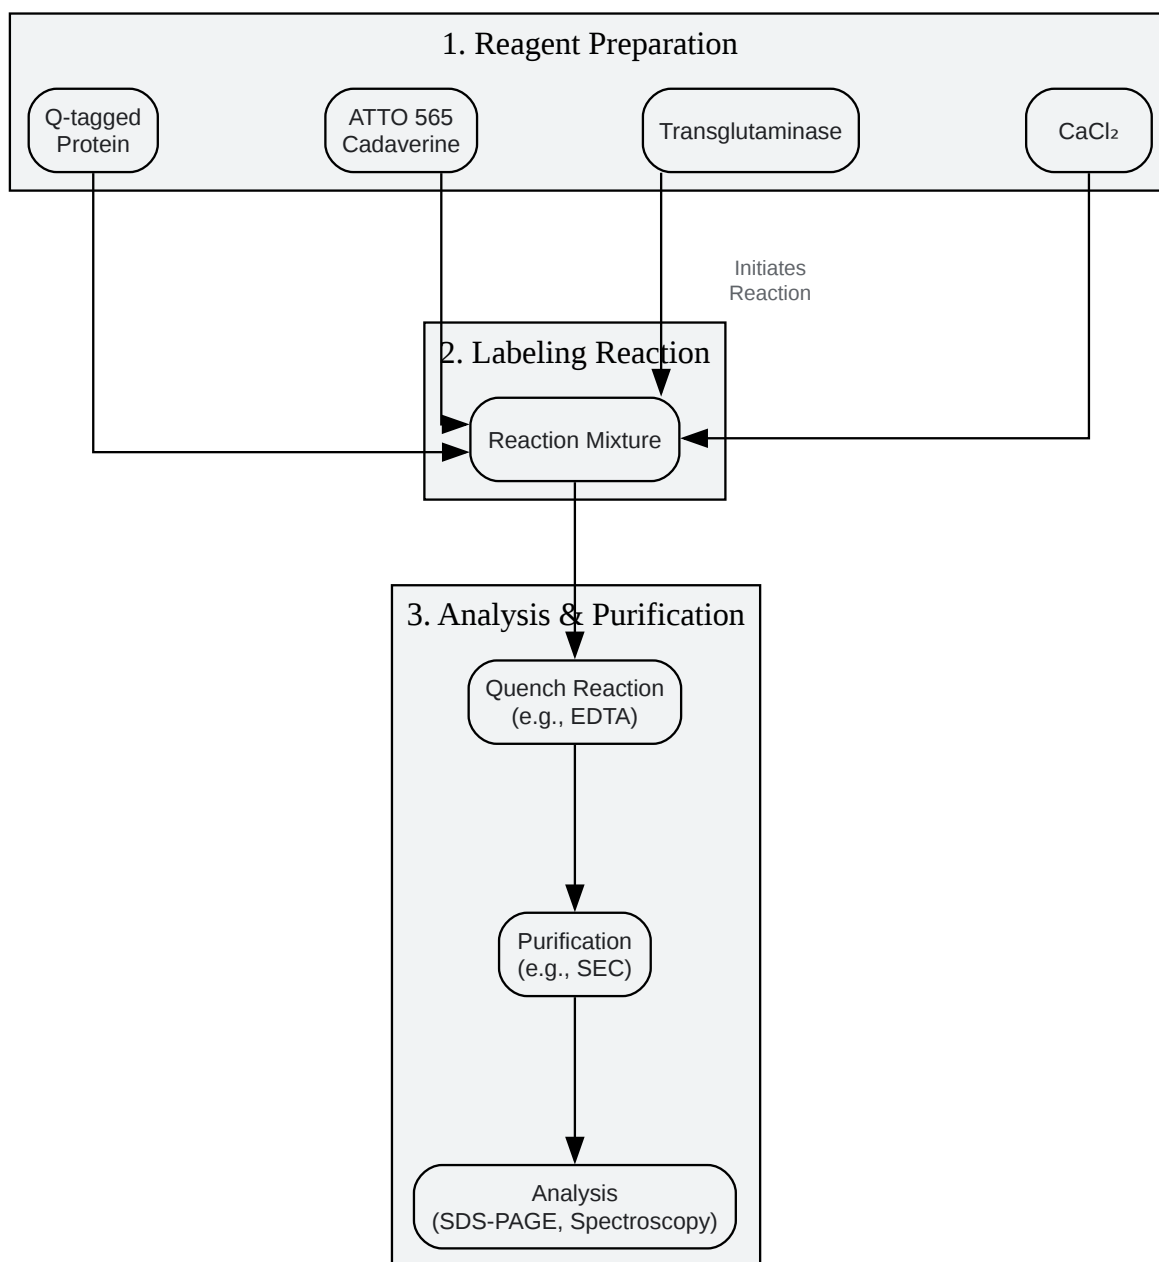 1. Reagent Preparation
Q-tagged
Protein
ATTO 565
Cadaverine
Transglutaminase
CaCl₂
Initiates
Reaction
2. Labeling Reaction
Reaction Mixture
3. Analysis & Purification
Quench Reaction
(e.g., EDTA)
Purification
(e.g., SEC)
Analysis
(SDS-PAGE, Spectroscopy)